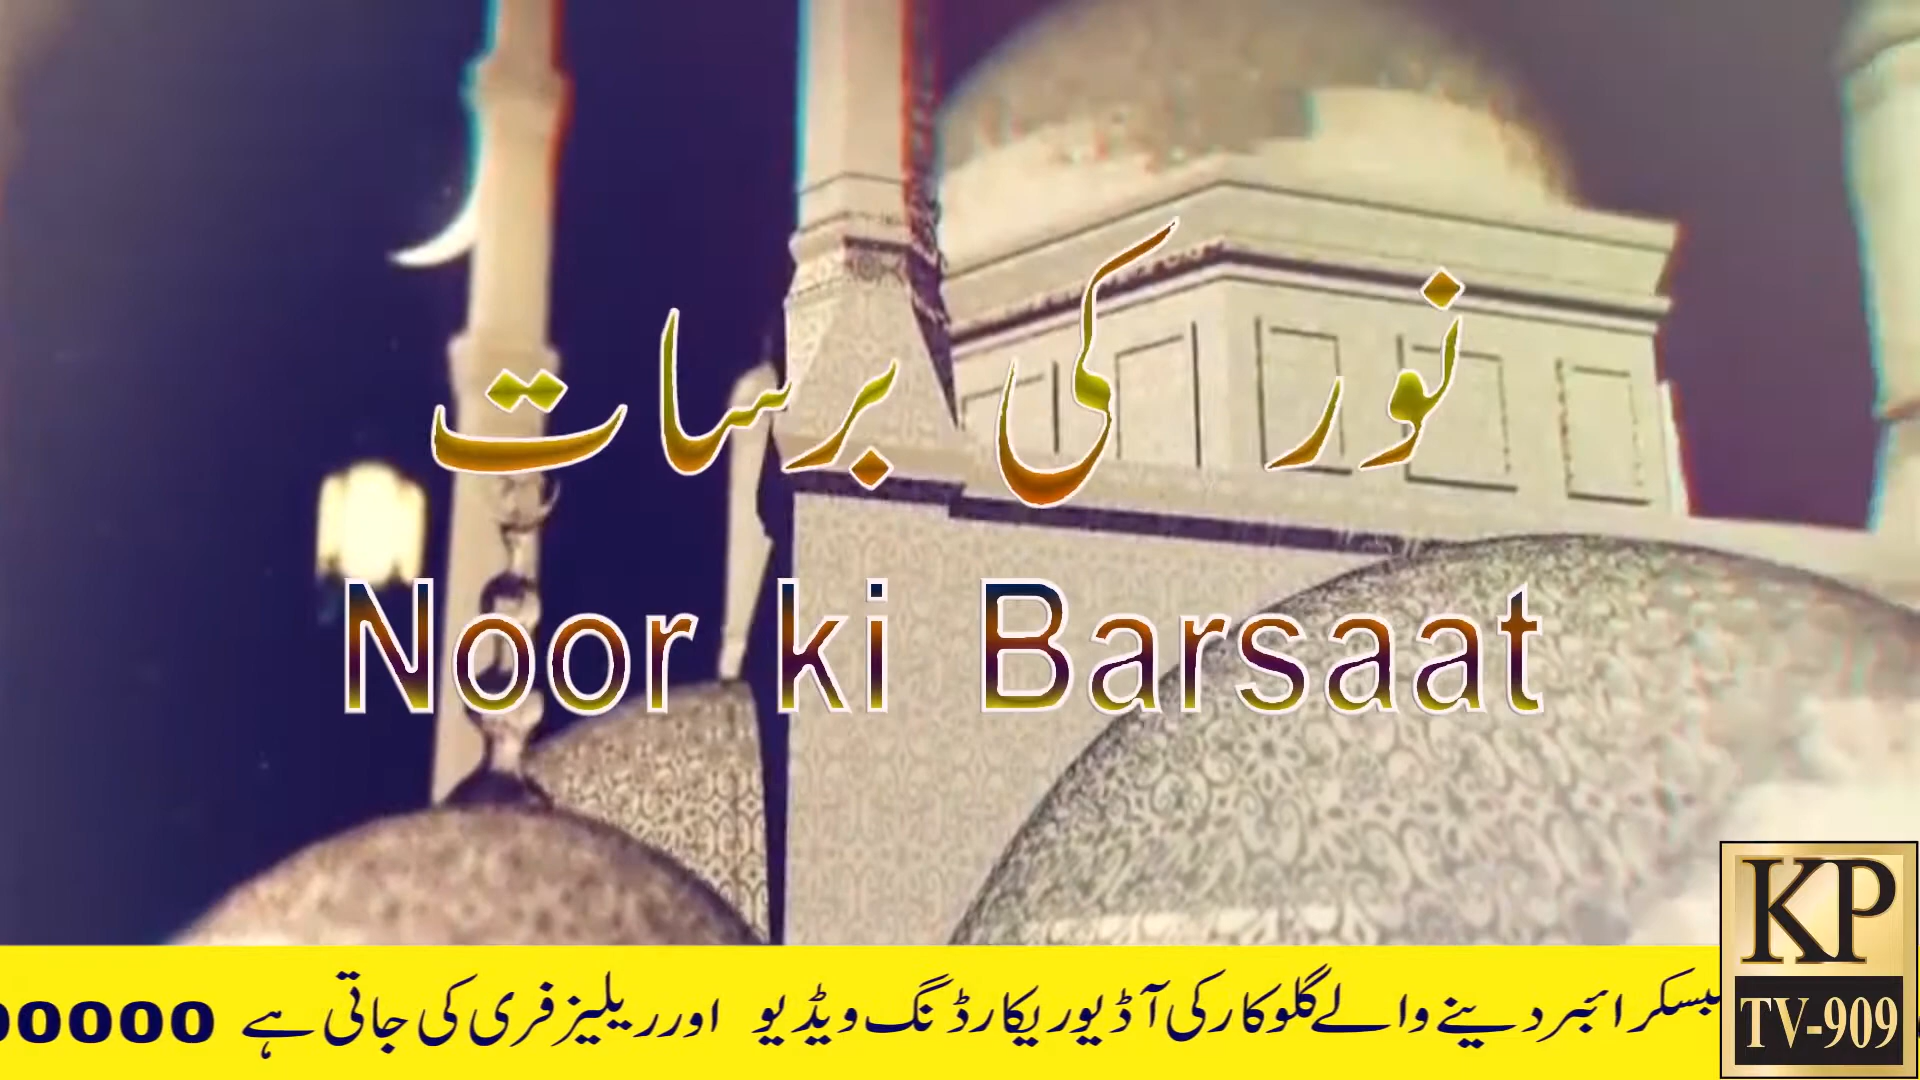 نور کی برسات
Noor ki Barsaat
سبسکرائبر دینے والے گلوکار کی آڈیو ریکارڈنگ ویڈیو اور ریلیز فری کی جاتی ہے 00000
KP
TV-909